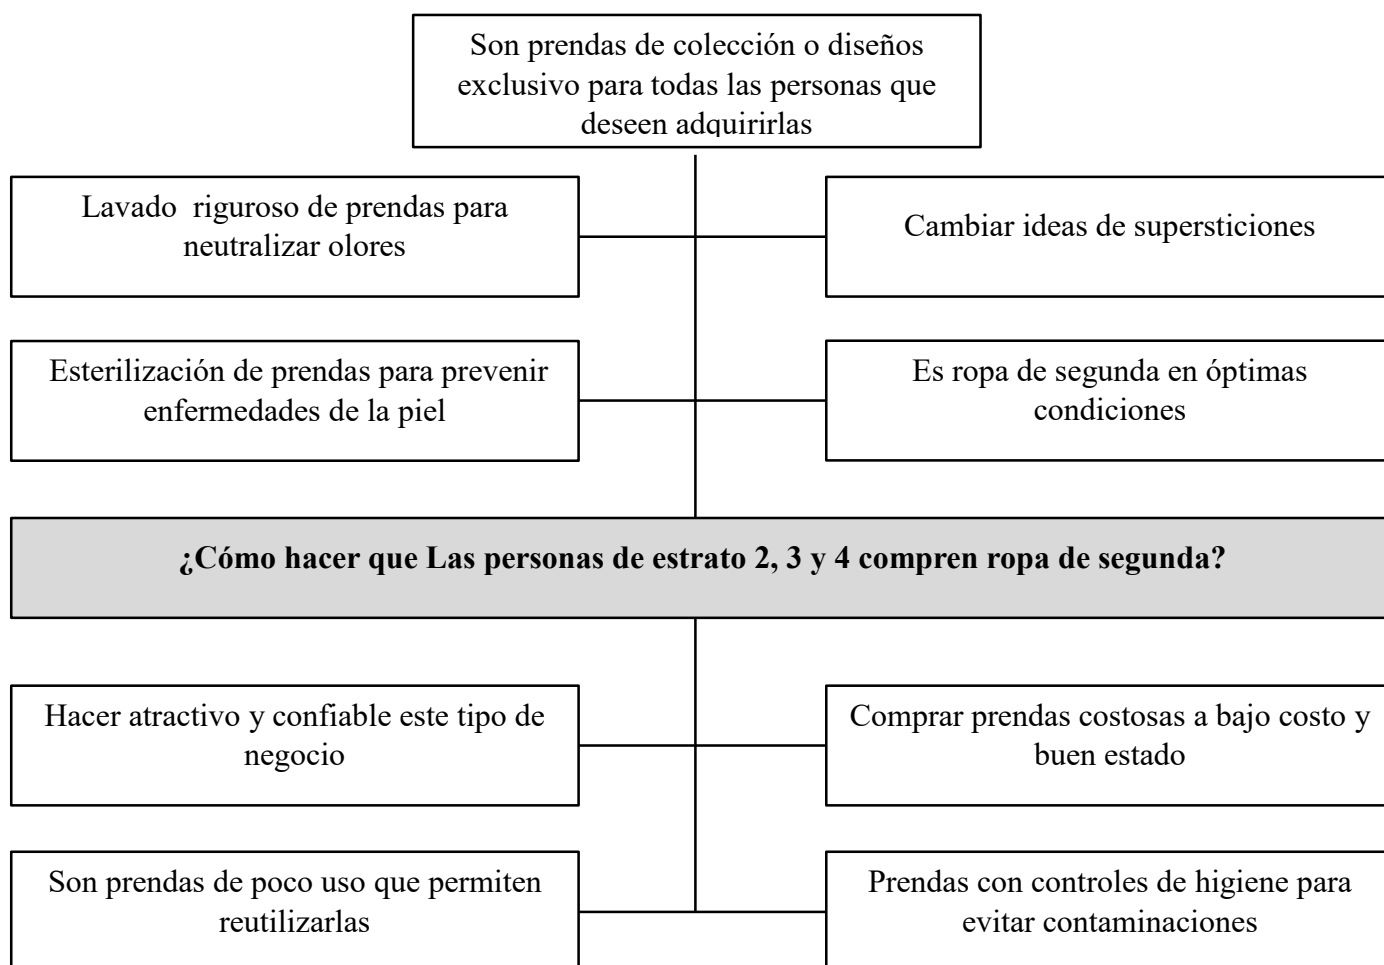 Son prendas de colección o diseños
exclusivo para todas las personas que
deseen adquirirlas
Lavado  riguroso de prendas para
neutralizar olores
Cambiar ideas de supersticiones
Esterilización de prendas para prevenir
enfermedades de la piel
Es ropa de segunda en óptimas
condiciones
¿Cómo hacer que Las personas de estrato 2, 3 y 4 compren ropa de segunda?
Hacer atractivo y confiable este tipo de
negocio
Comprar prendas costosas a bajo costo y
buen estado
Son prendas de poco uso que permiten
reutilizarlas
Prendas con controles de higiene para
evitar contaminaciones